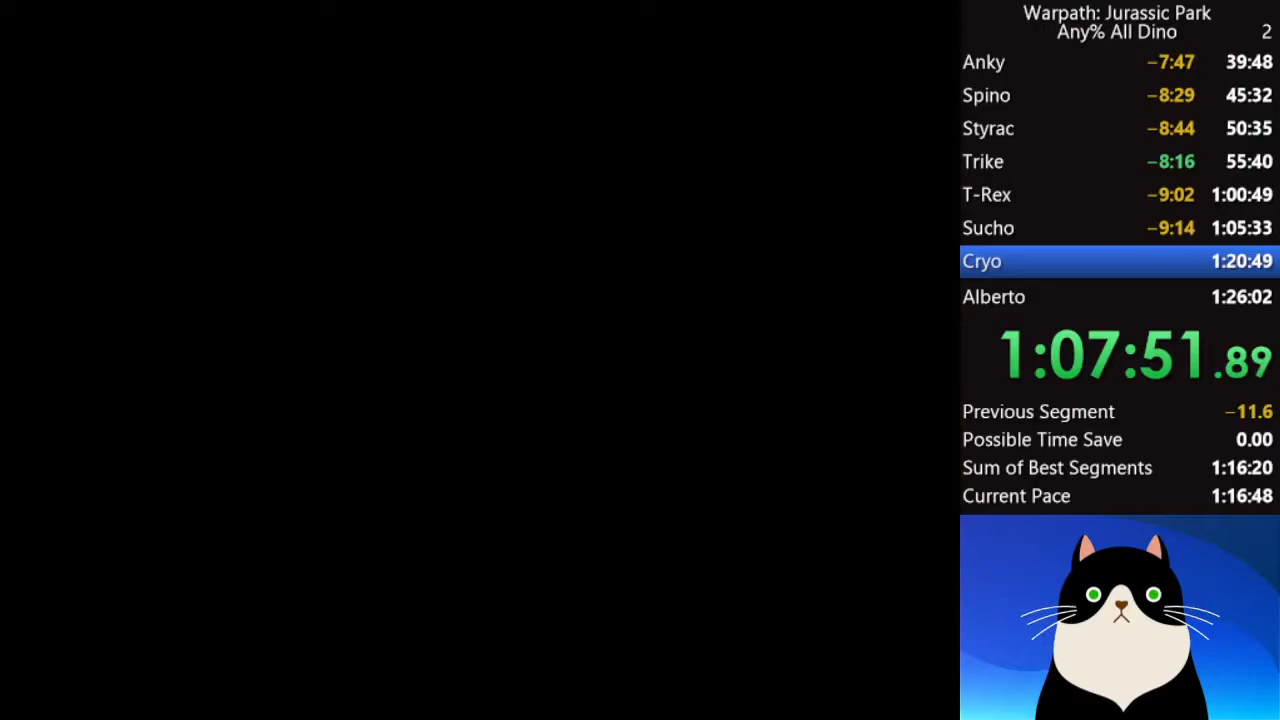 Warpath: Jurassic Park
Any% All Dino 2
Anky −7:47 39:48
Spino −8:29 45:32
Styrac −8:44 50:35
Trike −8:16 55:40
T-Rex −9:02 1:00:49
Sucho −9:14 1:05:33
Cryo 1:20:49
Alberto 1:26:02
1:07:51.89
Previous Segment −11.6
Possible Time Save 0.00
Sum of Best Segments 1:16:20
Current Pace 1:16:48